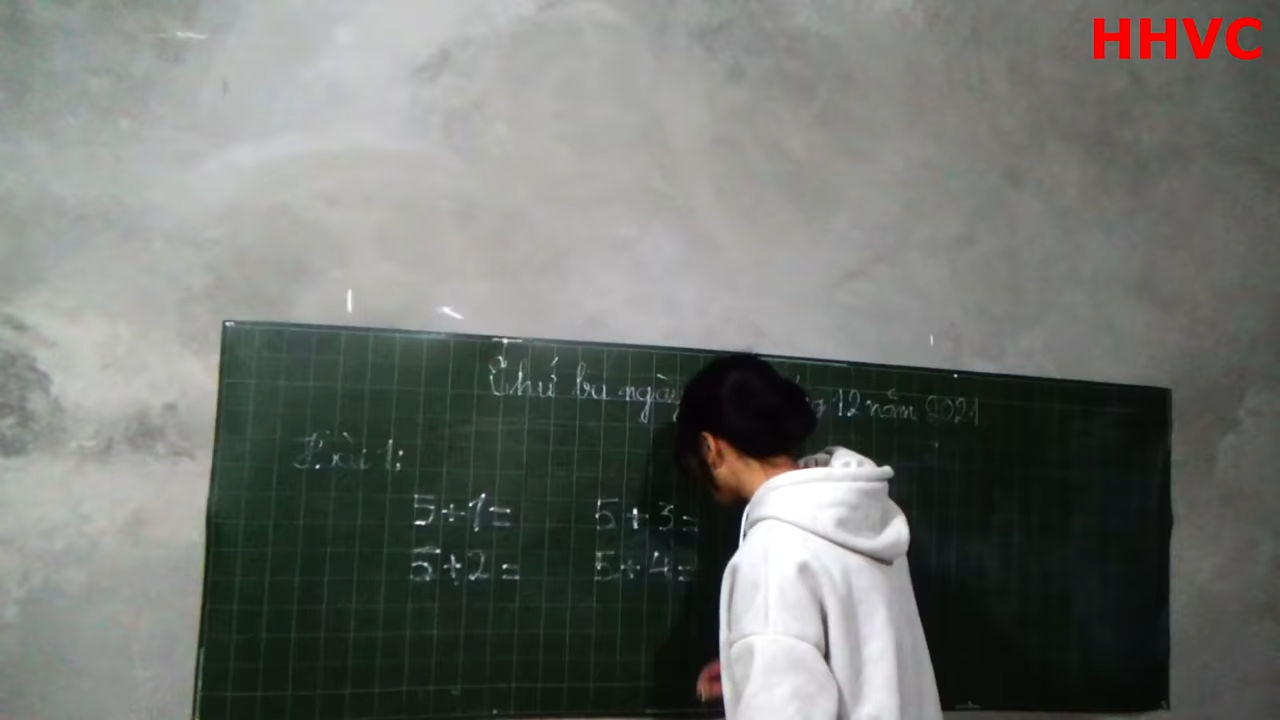 HHVC
Thứ ba ngày 12 năm 2021
Bài 1:
5+1= 5+3=
5+2= 5+4=